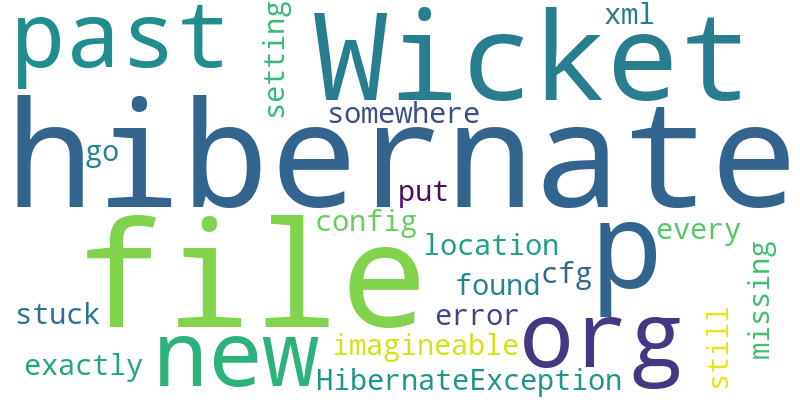 past
setting
Wicket
xml
somewhere
hibernate
go
put
file
config
location
p
every
found
cfg
missing
stuck
error
org
still
new
imagineable
exactly
HibernateException